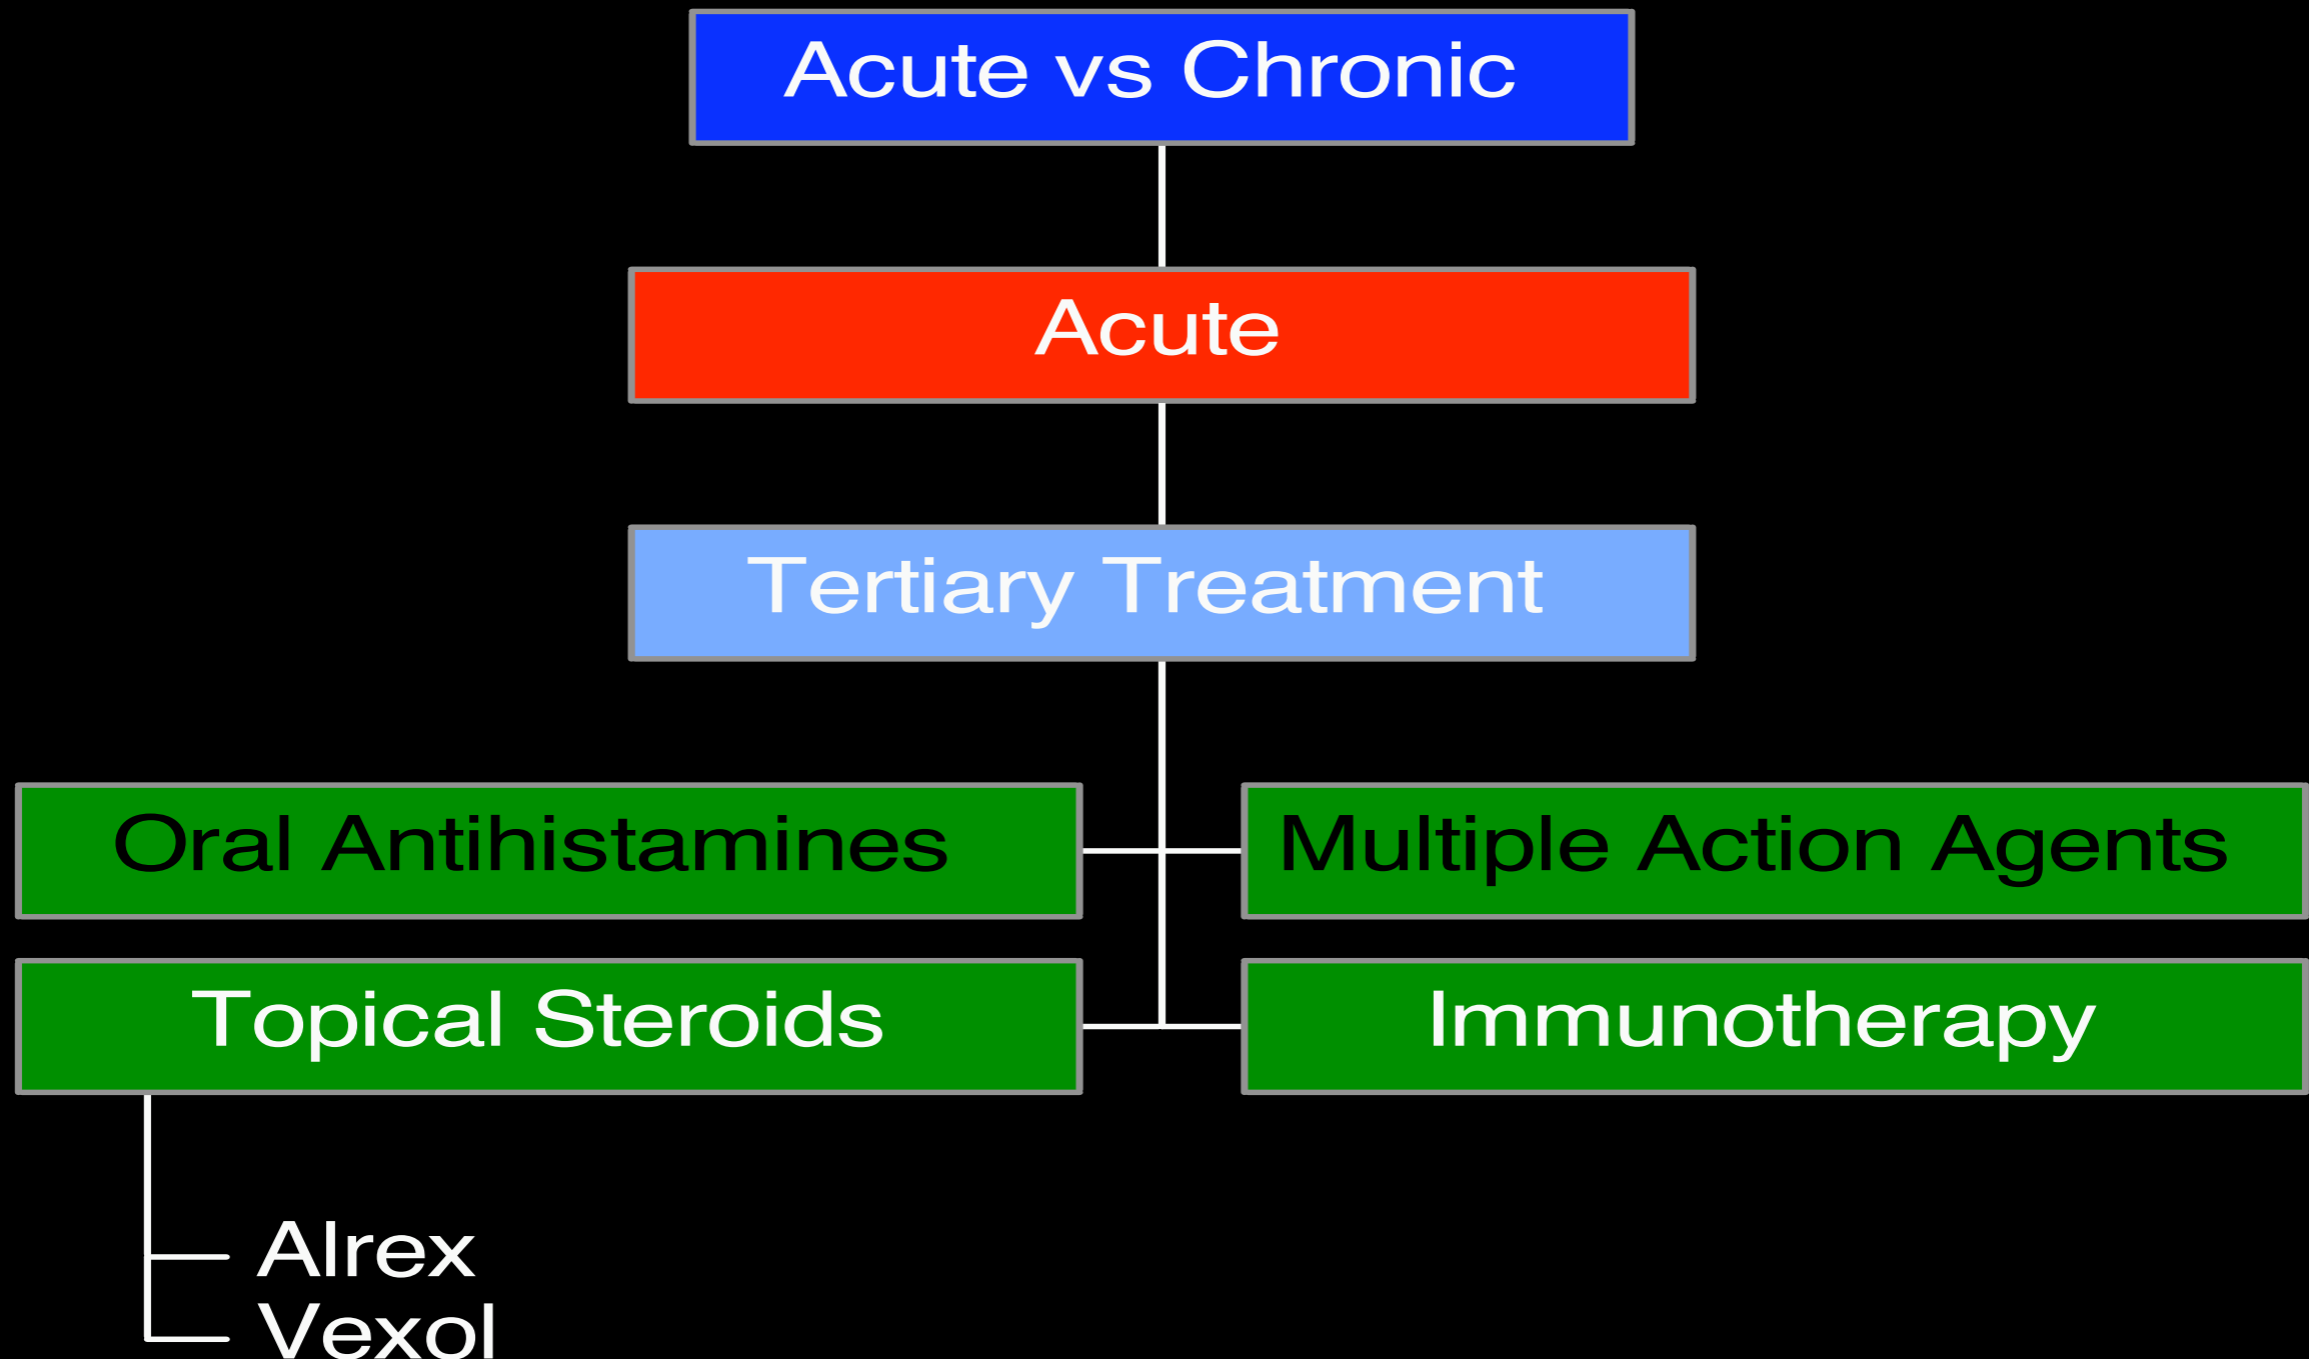 Acute vs Chronic
Acute
Tertiary Treatment
Oral Antihistamines
Multiple Action Agents
Topical Steroids
Immunotherapy
Alrex
Vexol